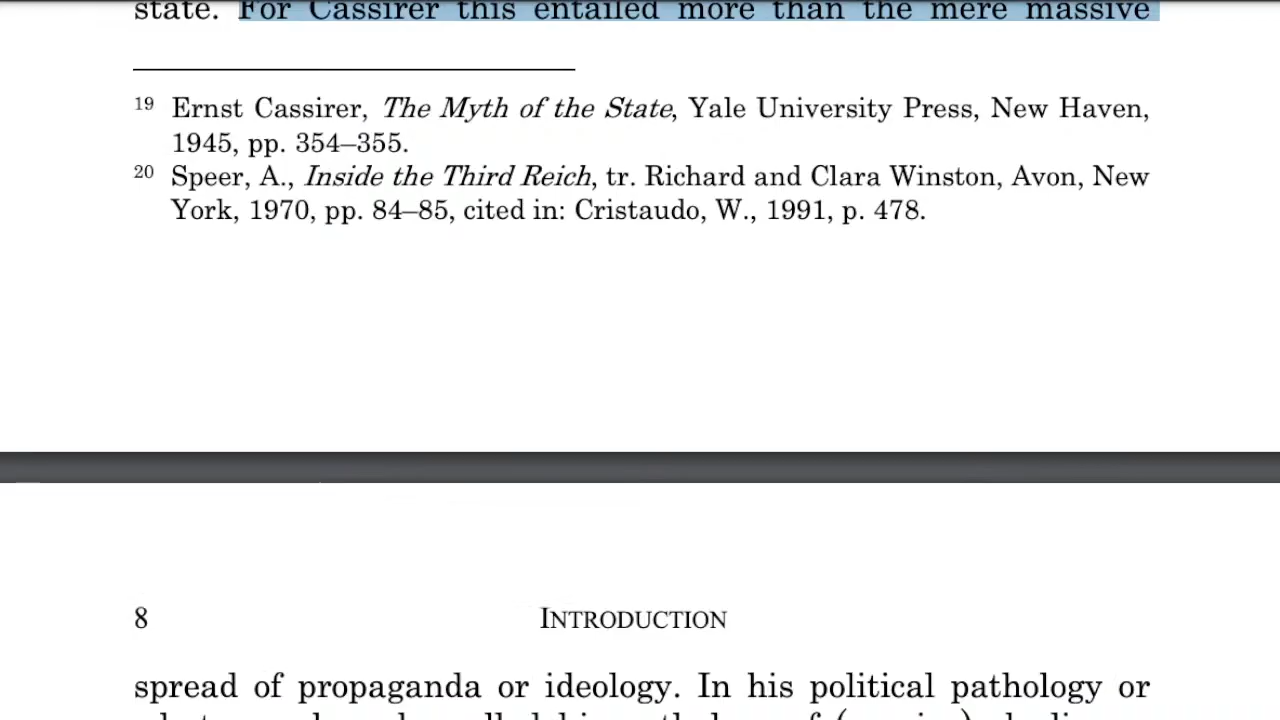 state. For Cassirer this entailed more than the mere massive
19 Ernst Cassirer, The Myth of the State, Yale University Press, New Haven,
1945, pp. 354–355.
20 Speer, A., Inside the Third Reich, tr. Richard and Clara Winston, Avon, New
York, 1970, pp. 84–85, cited in: Cristaudo, W., 1991, p. 478.
8 INTRODUCTION
spread of propaganda or ideology. In his political pathology or